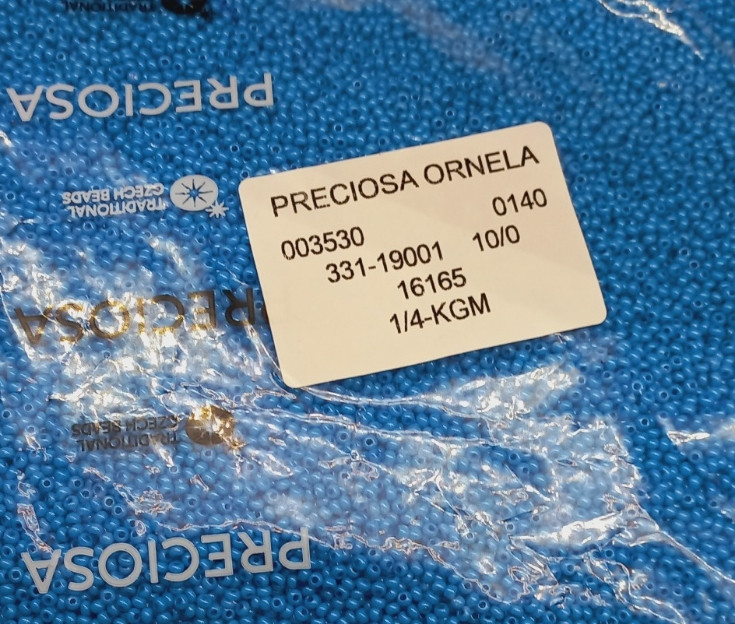 TRADITIONAL
PRECIOSA
TRADITIONAL
CZECH BEADS
PRECIOSA ORNELA
003530 0140
331-19001 10/0
16165
1/4-KGM
PRECIOSA
TRADITIONAL
CZECH BEADS
PRECIOSA